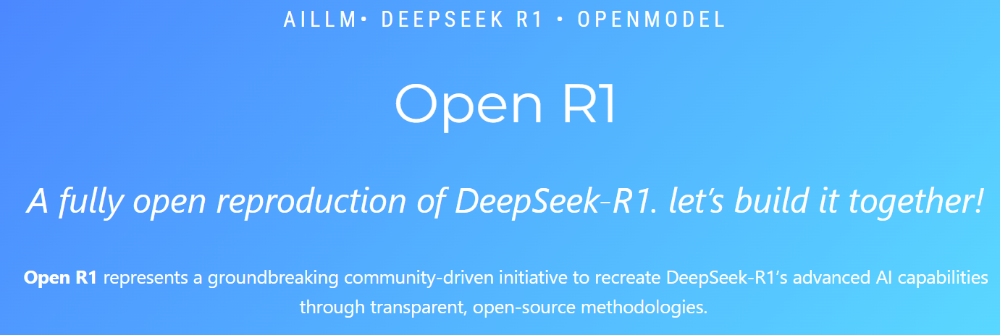 AILLM• DEEPSEEK R1 • OPENMODEL
Open R1
A fully open reproduction of DeepSeek-R1. let’s build it together!
Open R1 represents a groundbreaking community-driven initiative to recreate DeepSeek-R1’s advanced AI capabilities
through transparent, open-source methodologies.